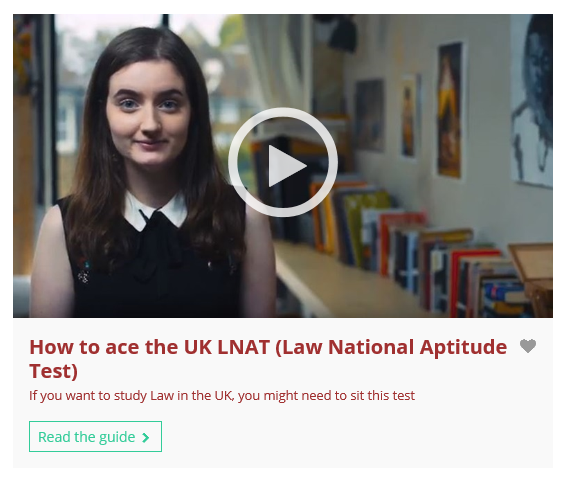 How to ace the UK LNAT (Law National Aptitude
Test)
If you want to study Law in the UK, you might need to sit this test
Read the guide